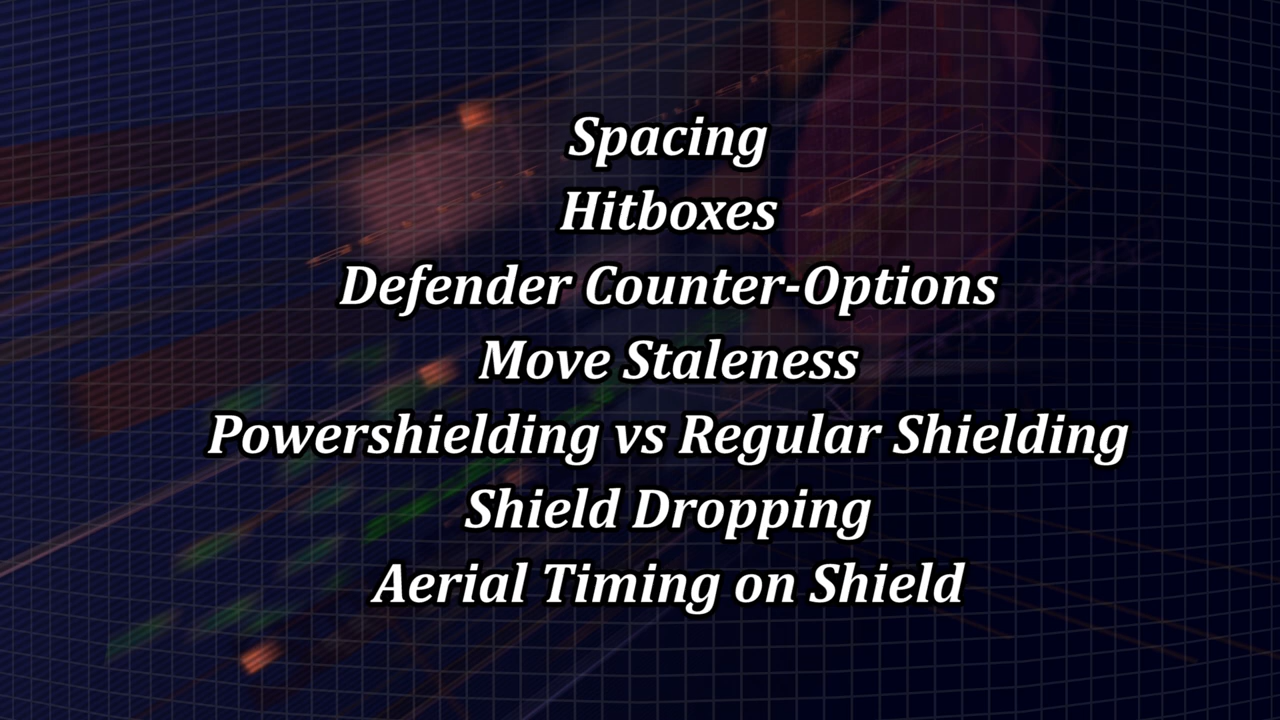 Spacing
Hitboxes
Defender Counter-Options
Move Staleness
Powershielding vs Regular Shielding
Shield Dropping
Aerial Timing on Shield